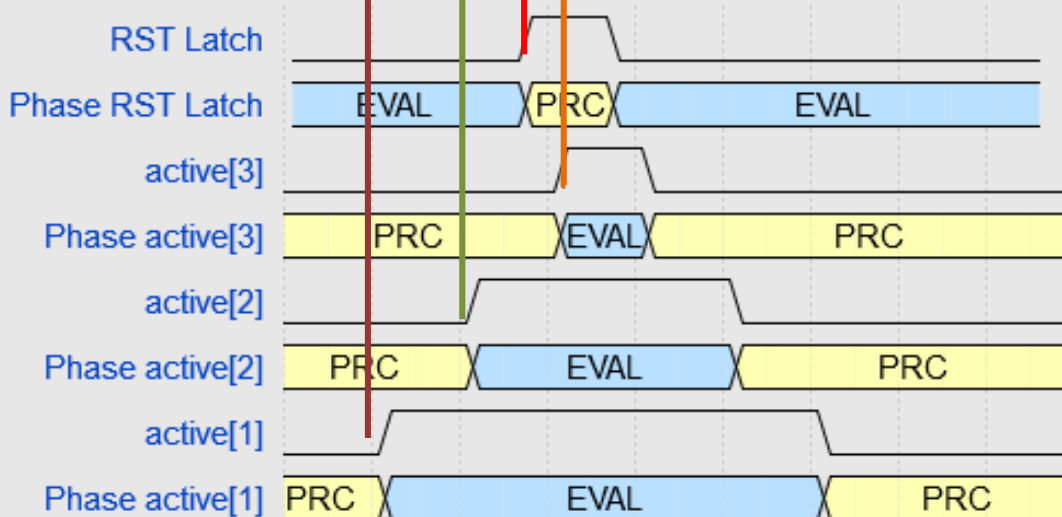 RST Latch
Phase RST Latch EVAL PRC EVAL
active[3]
Phase active[3] PRC EVAL PRC
active[2]
Phase active[2] PRC EVAL PRC
active[1]
Phase active[1] PRC EVAL PRC